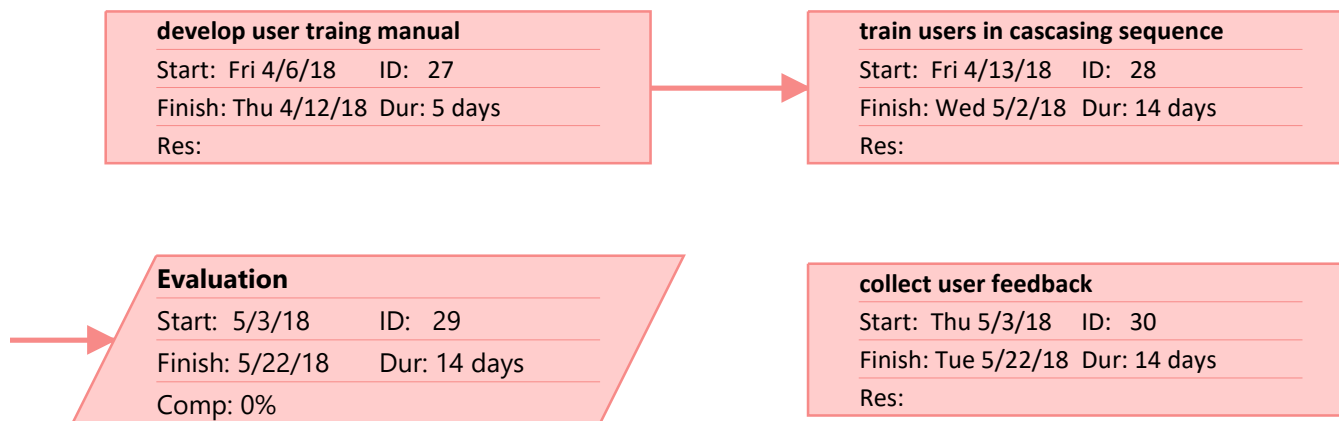 develop user traing manual
Start: Fri 4/6/18 ID: 27
Finish: Thu 4/12/18 Dur: 5 days
Res:
train users in cascasing sequence
Start: Fri 4/13/18 ID: 28
Finish: Wed 5/2/18 Dur: 14 days
Res:
Evaluation
Start: 5/3/18 ID: 29
Finish: 5/22/18 Dur: 14 days
Comp: 0%
collect user feedback
Start: Thu 5/3/18 ID: 30
Finish: Tue 5/22/18 Dur: 14 days
Res: